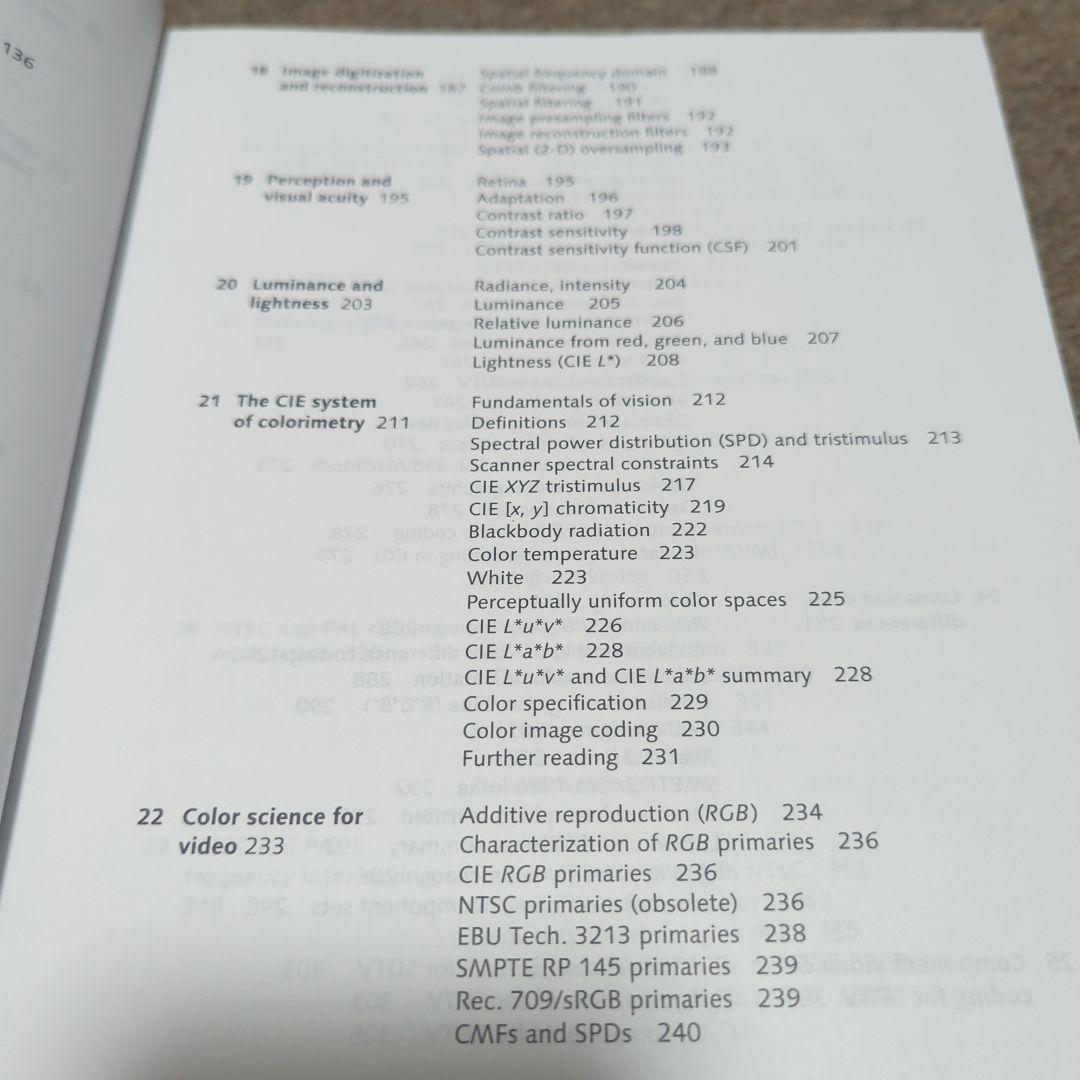 136
18 Image digitization
and reconstruction 187
Spatial frequency domain 188
Comb filtering 190
Spatial filtering 191
Image presampling filters 192
Image reconstruction filters 192
Spatial (2-D) oversampling 193
19 Perception and
visual acuity 195
Retina 195
Adaptation 196
Contrast ratio 197
Contrast sensitivity 198
Contrast sensitivity function (CSF) 201
20 Luminance and
lightness 203
Radiance, intensity 204
Luminance 205
Relative luminance 206
Luminance from red, green, and blue 207
Lightness (CIE L*) 208
21 The CIE system
of colorimetry 211
Fundamentals of vision 212
Definitions 212
Spectral power distribution (SPD) and tristimulus 213
Scanner spectral constraints 214
CIE XYZ tristimulus 217
CIE [x, y] chromaticity 219
Blackbody radiation 222
Color temperature 223
White 223
Perceptually uniform color spaces 225
CIE L*u*v* 226
CIE L*a*b* 228
CIE L*u*v* and CIE L*a*b* summary 228
Color specification 229
Color image coding 230
Further reading 231
22 Color science for
video 233
Additive reproduction (RGB) 234
Characterization of RGB primaries 236
CIE RGB primaries 236
NTSC primaries (obsolete) 236
EBU Tech. 3213 primaries 238
SMPTE RP 145 primaries 239
Rec. 709/sRGB primaries 239
CMFs and SPDs 240